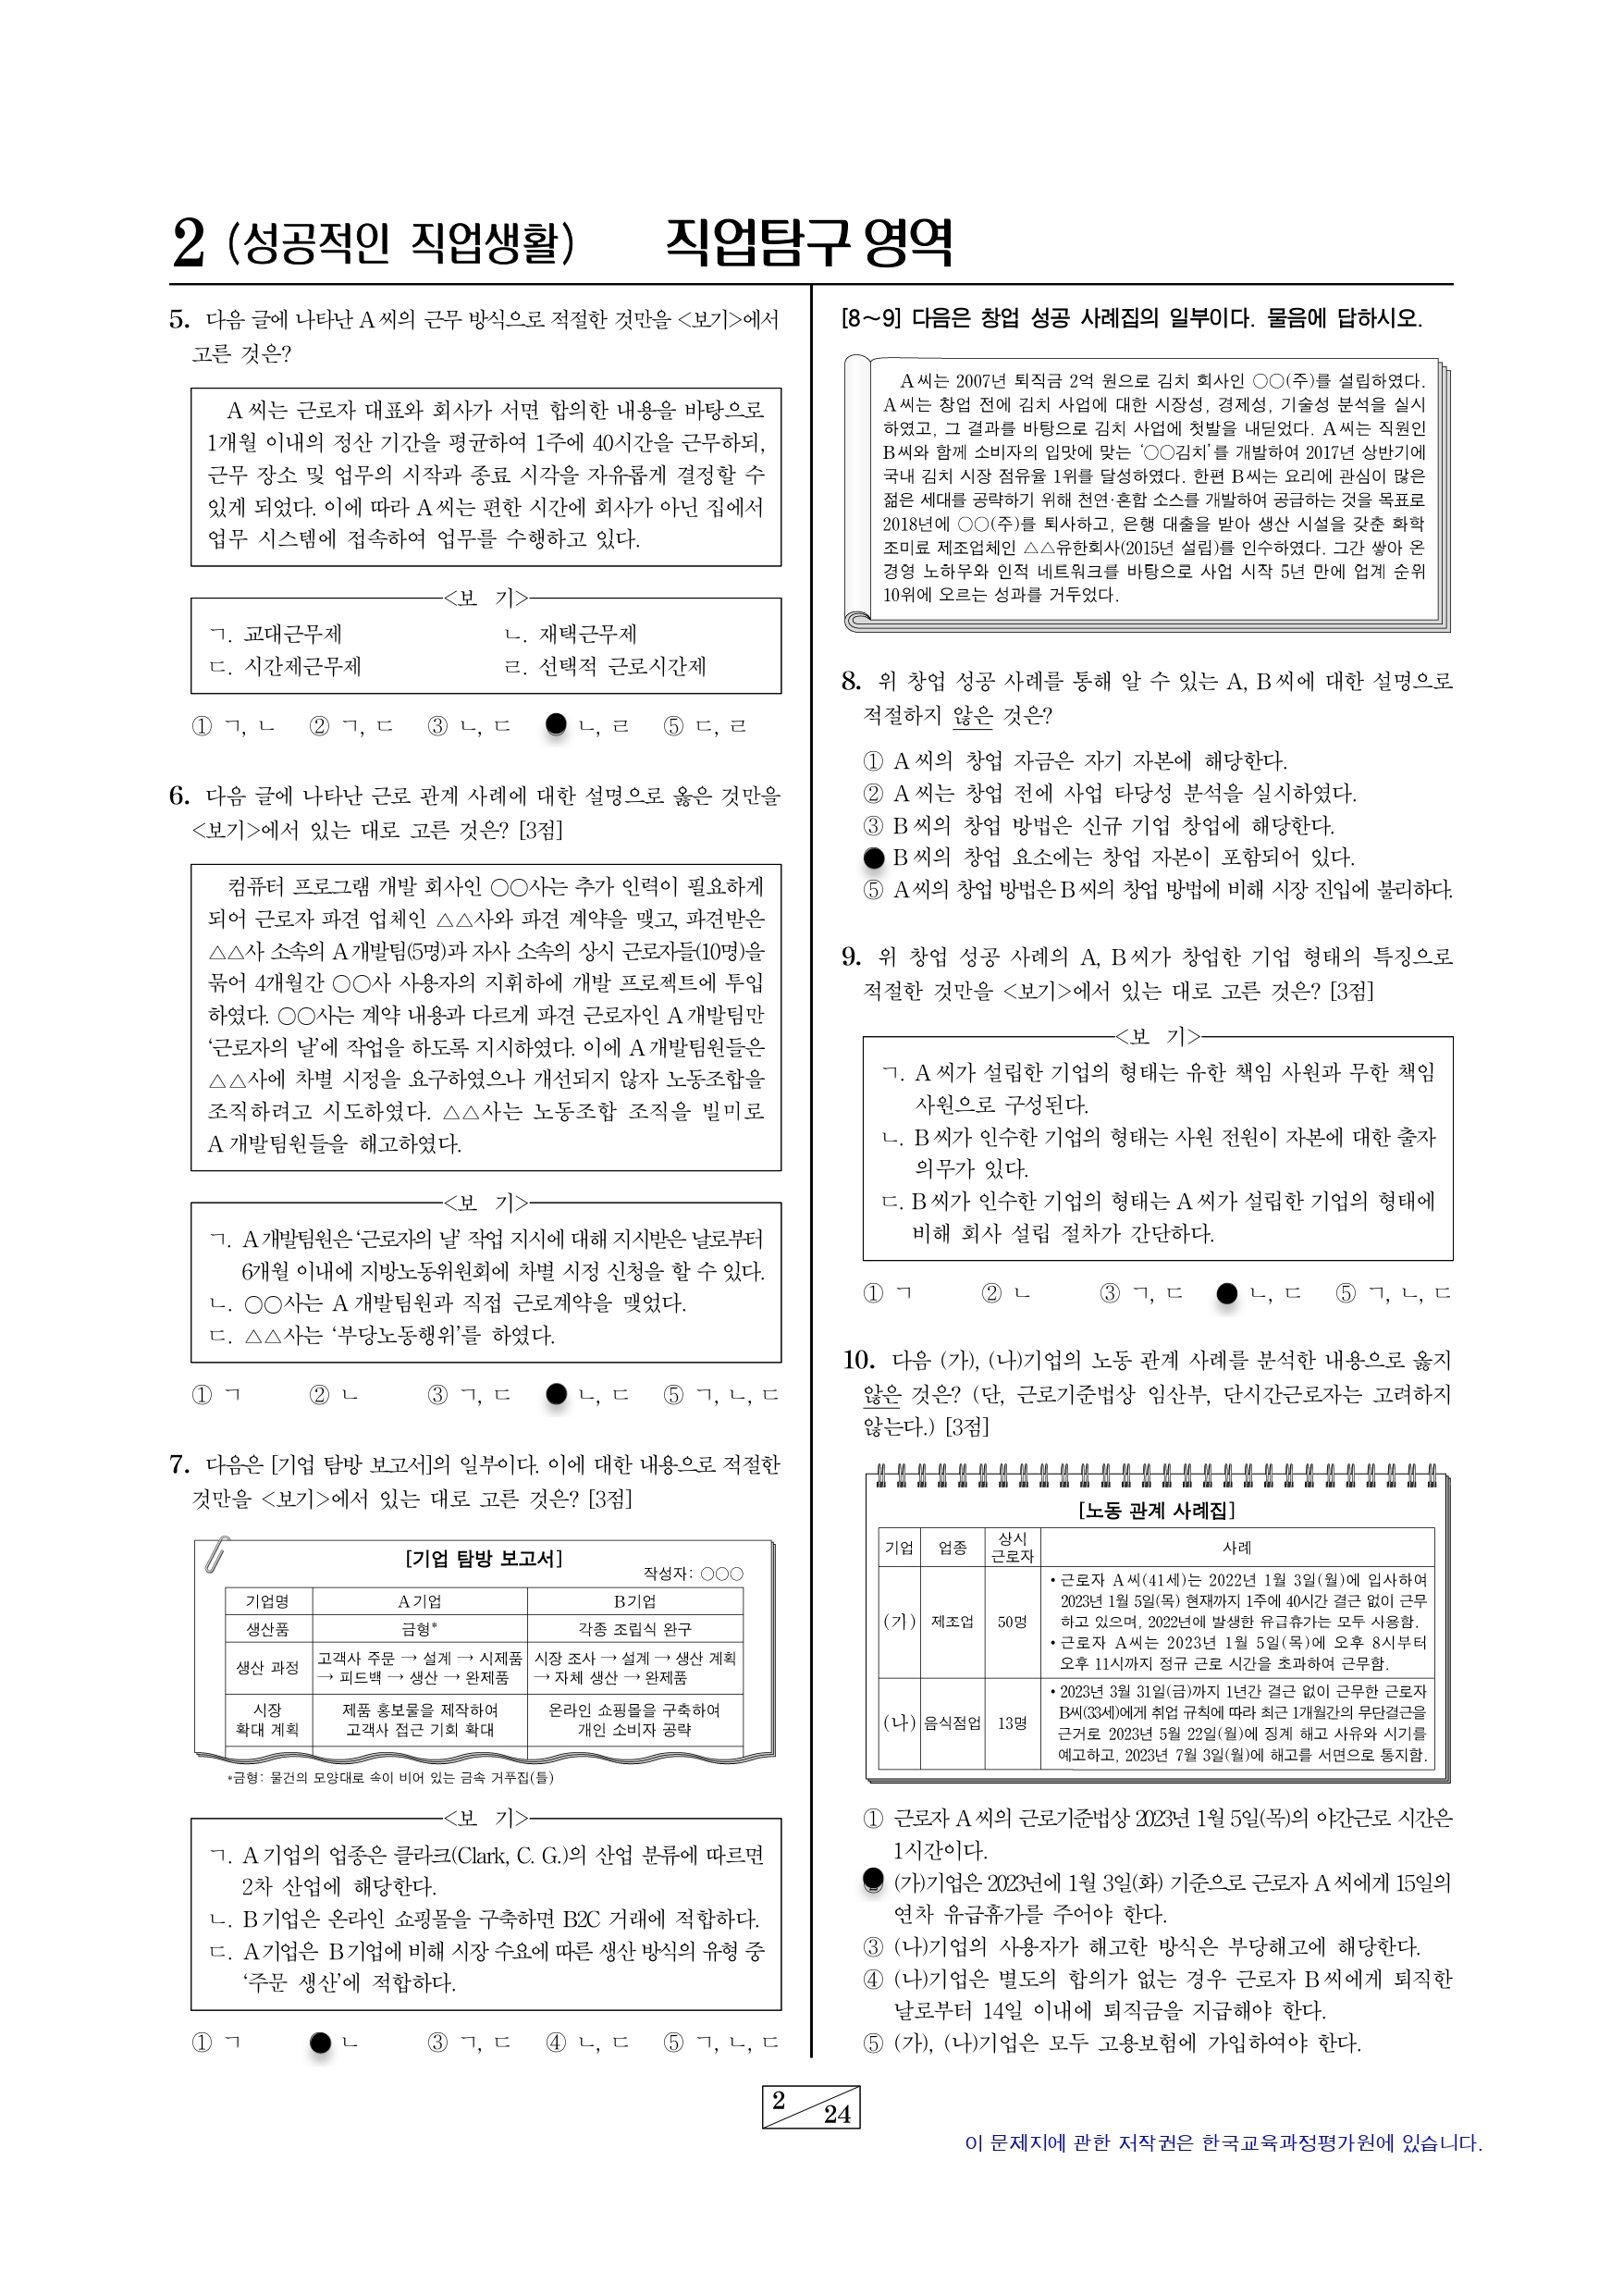 2 (성공적인 직업생활) 직업탐구 영역
5. 다음 글에 나타난 A씨의 근무 방식으로 적절한 것만을 <보기>에서
고른 것은?
A씨는 근로자 대표와 회사가 서면 합의한 내용을 바탕으로
1개월 이내의 정산 기간을 평균하여 1주에 40시간을 근무하되,
근무 장소 및 업무의 시작과 종료 시각을 자유롭게 결정할 수
있게 되었다. 이에 따라 A씨는 편한 시간에 회사가 아닌 집에서
업무 시스템에 접속하여 업무를 수행하고 있다.
<보 기>
ㄱ. 교대근무제 ㄴ. 재택근무제
ㄷ. 시간제근무제 ㄹ. 선택적 근로시간제
① ㄱ, ㄴ ② ㄱ, ㄷ ③ ㄴ, ㄷ ● ㄴ, ㄹ ⑤ ㄷ, ㄹ
6. 다음 글에 나타난 근로 관계 사례에 대한 설명으로 옳은 것만을
<보기>에서 있는 대로 고른 것은? [3점]
컴퓨터 프로그램 개발 회사인 ○○사는 추가 인력이 필요하게
되어 근로자 파견 업체인 △△사와 파견 계약을 맺고, 파견받은
△△사 소속의 A개발팀(5명)과 자사 소속의 상시 근로자들(10명)을
묶어 4개월간 ○○사 사용자의 지휘하에 개발 프로젝트에 투입
하였다. ○○사는 계약 내용과 다르게 파견 근로자인 A개발팀만
‘근로자의 날’에 작업을 하도록 지시하였다. 이에 A개발팀원들은
△△사에 차별 시정을 요구하였으나 개선되지 않자 노동조합을
조직하려고 시도하였다. △△사는 노동조합 조직을 빌미로
A개발팀원들을 해고하였다.
<보 기>
ㄱ. A개발팀원은 ‘근로자의 날’ 작업 지시에 대해 지시받은 날로부터
6개월 이내에 지방노동위원회에 차별 시정 신청을 할 수 있다.
ㄴ. ○○사는 A개발팀원과 직접 근로계약을 맺었다.
ㄷ. △△사는 ‘부당노동행위’를 하였다.
① ㄱ ② ㄴ ③ ㄱ, ㄷ ● ㄴ, ㄷ ⑤ ㄱ, ㄴ, ㄷ
7. 다음은 [기업 탐방 보고서]의 일부이다. 이에 대한 내용으로 적절한
것만을 <보기>에서 있는 대로 고른 것은? [3점]
[기업 탐방 보고서]
작성자: ○○○
기업명 A기업 B기업
생산품 금형* 각종 조립식 완구
생산 과정 고객사 주문 → 설계 → 시제품 → 피드백 → 생산 → 완제품 시장 조사 → 설계 → 생산 계획 → 자체 생산 → 완제품
시장 확대 계획 제품 홍보물을 제작하여 고객사 접근 기회 확대 온라인 쇼핑몰을 구축하여 개인 소비자 공략
*금형: 물건의 모양대로 속이 비어 있는 금속 거푸집(틀)
<보 기>
ㄱ. A기업의 업종은 클라크(Clark, C. G.)의 산업 분류에 따르면
2차 산업에 해당한다.
ㄴ. B기업은 온라인 쇼핑몰을 구축하면 B2C 거래에 적합하다.
ㄷ. A기업은 B기업에 비해 시장 수요에 따른 생산 방식의 유형 중
‘주문 생산’에 적합하다.
① ㄱ ● ㄴ ③ ㄱ, ㄷ ④ ㄴ, ㄷ ⑤ ㄱ, ㄴ, ㄷ
[8～9] 다음은 창업 성공 사례집의 일부이다. 물음에 답하시오.
A씨는 2007년 퇴직금 2억 원으로 김치 회사인 ○○(주)를 설립하였다.
A씨는 창업 전에 김치 사업에 대한 시장성, 경제성, 기술성 분석을 실시
하였고, 그 결과를 바탕으로 김치 사업에 첫발을 내딛었다. A씨는 직원인
B씨와 함께 소비자의 입맛에 맞는 ‘○○김치’를 개발하여 2017년 상반기에
국내 김치 시장 점유율 1위를 달성하였다. 한편 B씨는 요리에 관심이 많은
젊은 세대를 공략하기 위해 천연·혼합 소스를 개발하여 공급하는 것을 목표로
2018년에 ○○(주)를 퇴사하고, 은행 대출을 받아 생산 시설을 갖춘 화학
조미료 제조업체인 △△유한회사(2015년 설립)를 인수하였다. 그간 쌓아 온
경영 노하우와 인적 네트워크를 바탕으로 사업 시작 5년 만에 업계 순위
10위에 오르는 성과를 거두었다.
8. 위 창업 성공 사례를 통해 알 수 있는 A, B씨에 대한 설명으로
적절하지 않은 것은?
① A씨의 창업 자금은 자기 자본에 해당한다.
② A씨는 창업 전에 사업 타당성 분석을 실시하였다.
③ B씨의 창업 방법은 신규 기업 창업에 해당한다.
● B씨의 창업 요소에는 창업 자본이 포함되어 있다.
⑤ A씨의 창업 방법은 B씨의 창업 방법에 비해 시장 진입에 불리하다.
9. 위 창업 성공 사례의 A, B씨가 창업한 기업 형태의 특징으로
적절한 것만을 <보기>에서 있는 대로 고른 것은? [3점]
<보 기>
ㄱ. A씨가 설립한 기업의 형태는 유한 책임 사원과 무한 책임
사원으로 구성된다.
ㄴ. B씨가 인수한 기업의 형태는 사원 전원이 자본에 대한 출자
의무가 있다.
ㄷ. B씨가 인수한 기업의 형태는 A씨가 설립한 기업의 형태에
비해 회사 설립 절차가 간단하다.
① ㄱ ② ㄴ ③ ㄱ, ㄷ ● ㄴ, ㄷ ⑤ ㄱ, ㄴ, ㄷ
10. 다음 (가), (나)기업의 노동 관계 사례를 분석한 내용으로 옳지
않은 것은? (단, 근로기준법상 임산부, 단시간근로자는 고려하지
않는다.) [3점]
[노동 관계 사례집]
기업 업종 상시 근로자 사례
(가) 제조업 50명
• 근로자 A씨(41세)는 2022년 1월 3일(월)에 입사하여
2023년 1월 5일(목) 현재까지 1주에 40시간 결근 없이 근무
하고 있으며, 2022년에 발생한 유급휴가는 모두 사용함.
• 근로자 A씨는 2023년 1월 5일(목)에 오후 8시부터
오후 11시까지 정규 근로 시간을 초과하여 근무함.
(나) 음식점업 13명
• 2023년 3월 31일(금)까지 1년간 결근 없이 근무한 근로자
B씨(33세)에게 취업 규칙에 따라 최근 1개월간의 무단결근을
근거로 2023년 5월 22일(월)에 징계 해고 사유와 시기를
예고하고, 2023년 7월 3일(월)에 해고를 서면으로 통지함.
① 근로자 A씨의 근로기준법상 2023년 1월 5일(목)의 야간근로 시간은
1시간이다.
● (가)기업은 2023년에 1월 3일(화) 기준으로 근로자 A씨에게 15일의
연차 유급휴가를 주어야 한다.
③ (나)기업의 사용자가 해고한 방식은 부당해고에 해당한다.
④ (나)기업은 별도의 합의가 없는 경우 근로자 B씨에게 퇴직한
날로부터 14일 이내에 퇴직금을 지급해야 한다.
⑤ (가), (나)기업은 모두 고용보험에 가입하여야 한다.
2 24
이 문제지에 관한 저작권은 한국교육과정평가원에 있습니다.